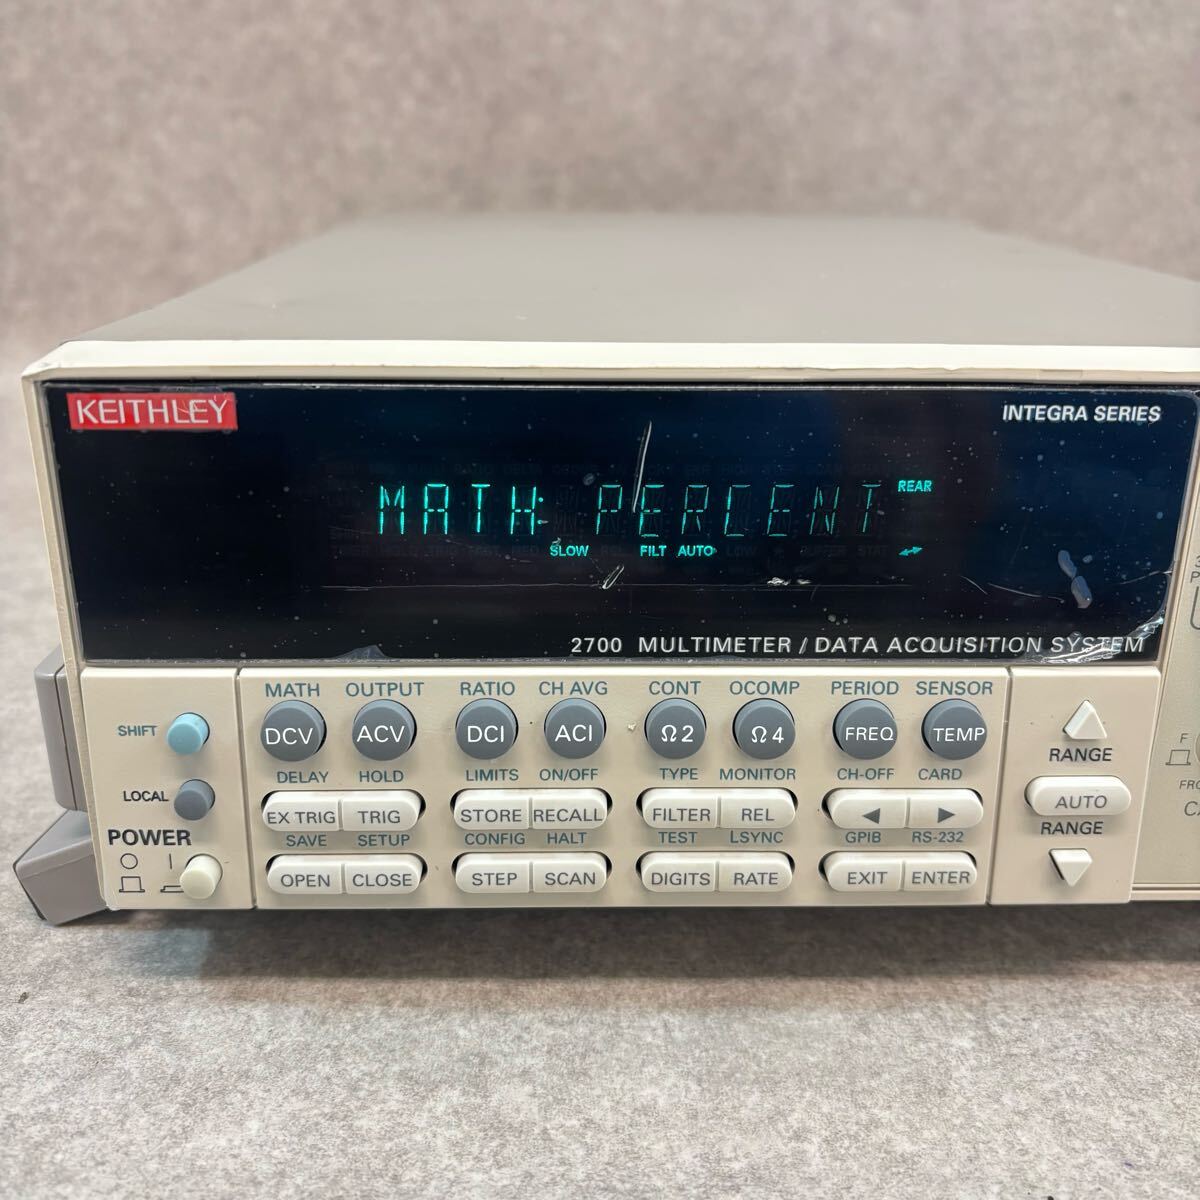 KEITHLEY
INTEGRA SERIES
REAR
MATH: PERCENT
SLOW FILT AUTO
2700 MULTIMETER / DATA ACQUISITION SYSTEM
MATH OUTPUT RATIO CH AVG CONT OCOMP PERIOD SENSOR
SHIFT DCV ACV DCI ACI Ω2 Ω4 FREQ TEMP
RANGE
DELAY HOLD LIMITS ON/OFF TYPE MONITOR CH-OFF CARD
LOCAL EX TRIG TRIG STORE RECALL FILTER REL ◄ ►
AUTO
RANGE
POWER
SAVE SETUP CONFIG HALT TEST LSYNC GPIB RS-232
OPEN CLOSE STEP SCAN DIGITS RATE EXIT ENTER
F